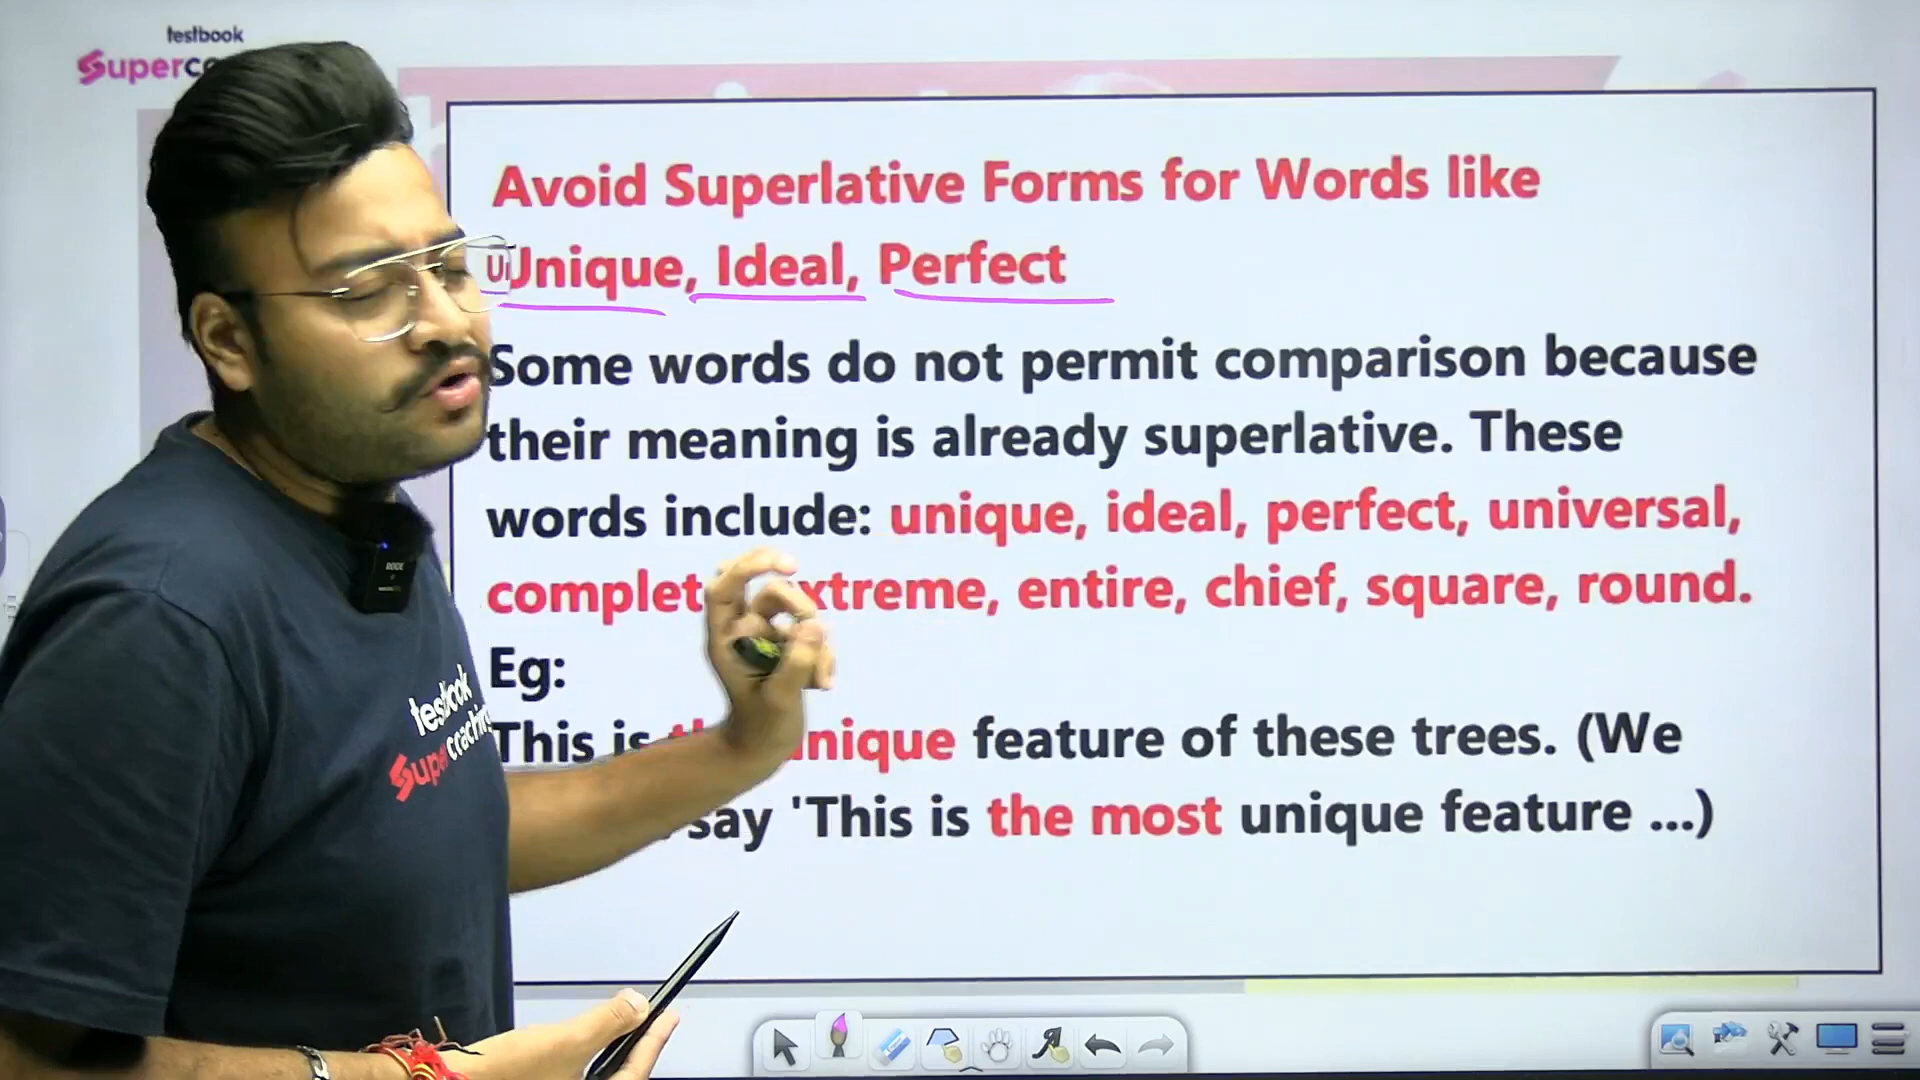 testbook
Superc
Avoid Superlative Forms for Words like
Unique, Ideal, Perfect
Some words do not permit comparison because
their meaning is already superlative. These
words include: unique, ideal, perfect, universal,
complet xtreme, entire, chief, square, round.
Eg:
This is nique feature of these trees. (We
say 'This is the most unique feature ...)
RODE
testbook
Super coaching